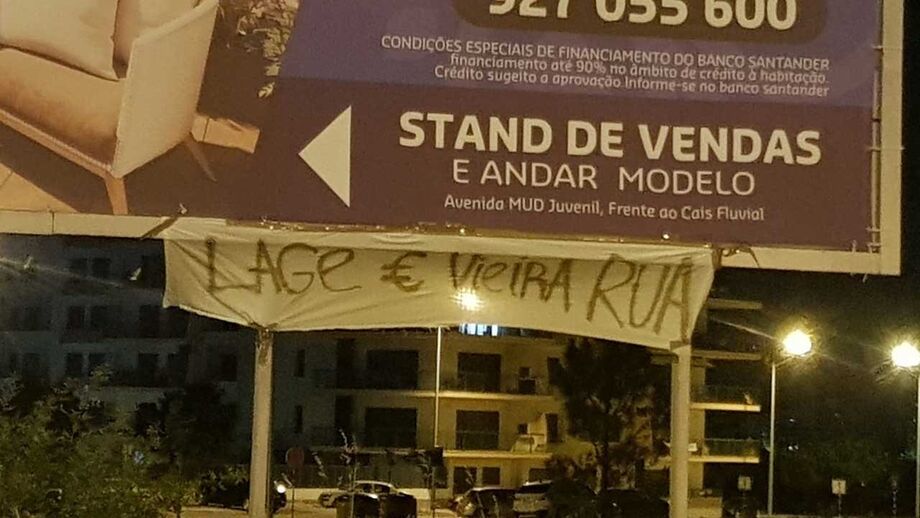 927 055 600
CONDIÇÕES ESPECIAIS DE FINANCIAMENTO DO BANCO SANTANDER
financiamento até 90% no âmbito de crédito à habitação.
Crédito sugeito a aprovação.Informe-se no banco santander
STAND DE VENDAS
E ANDAR MODELO
Avenida MUD Juvenil, Frente ao Cais Fluvial
LAGE € VIEIRA RUA